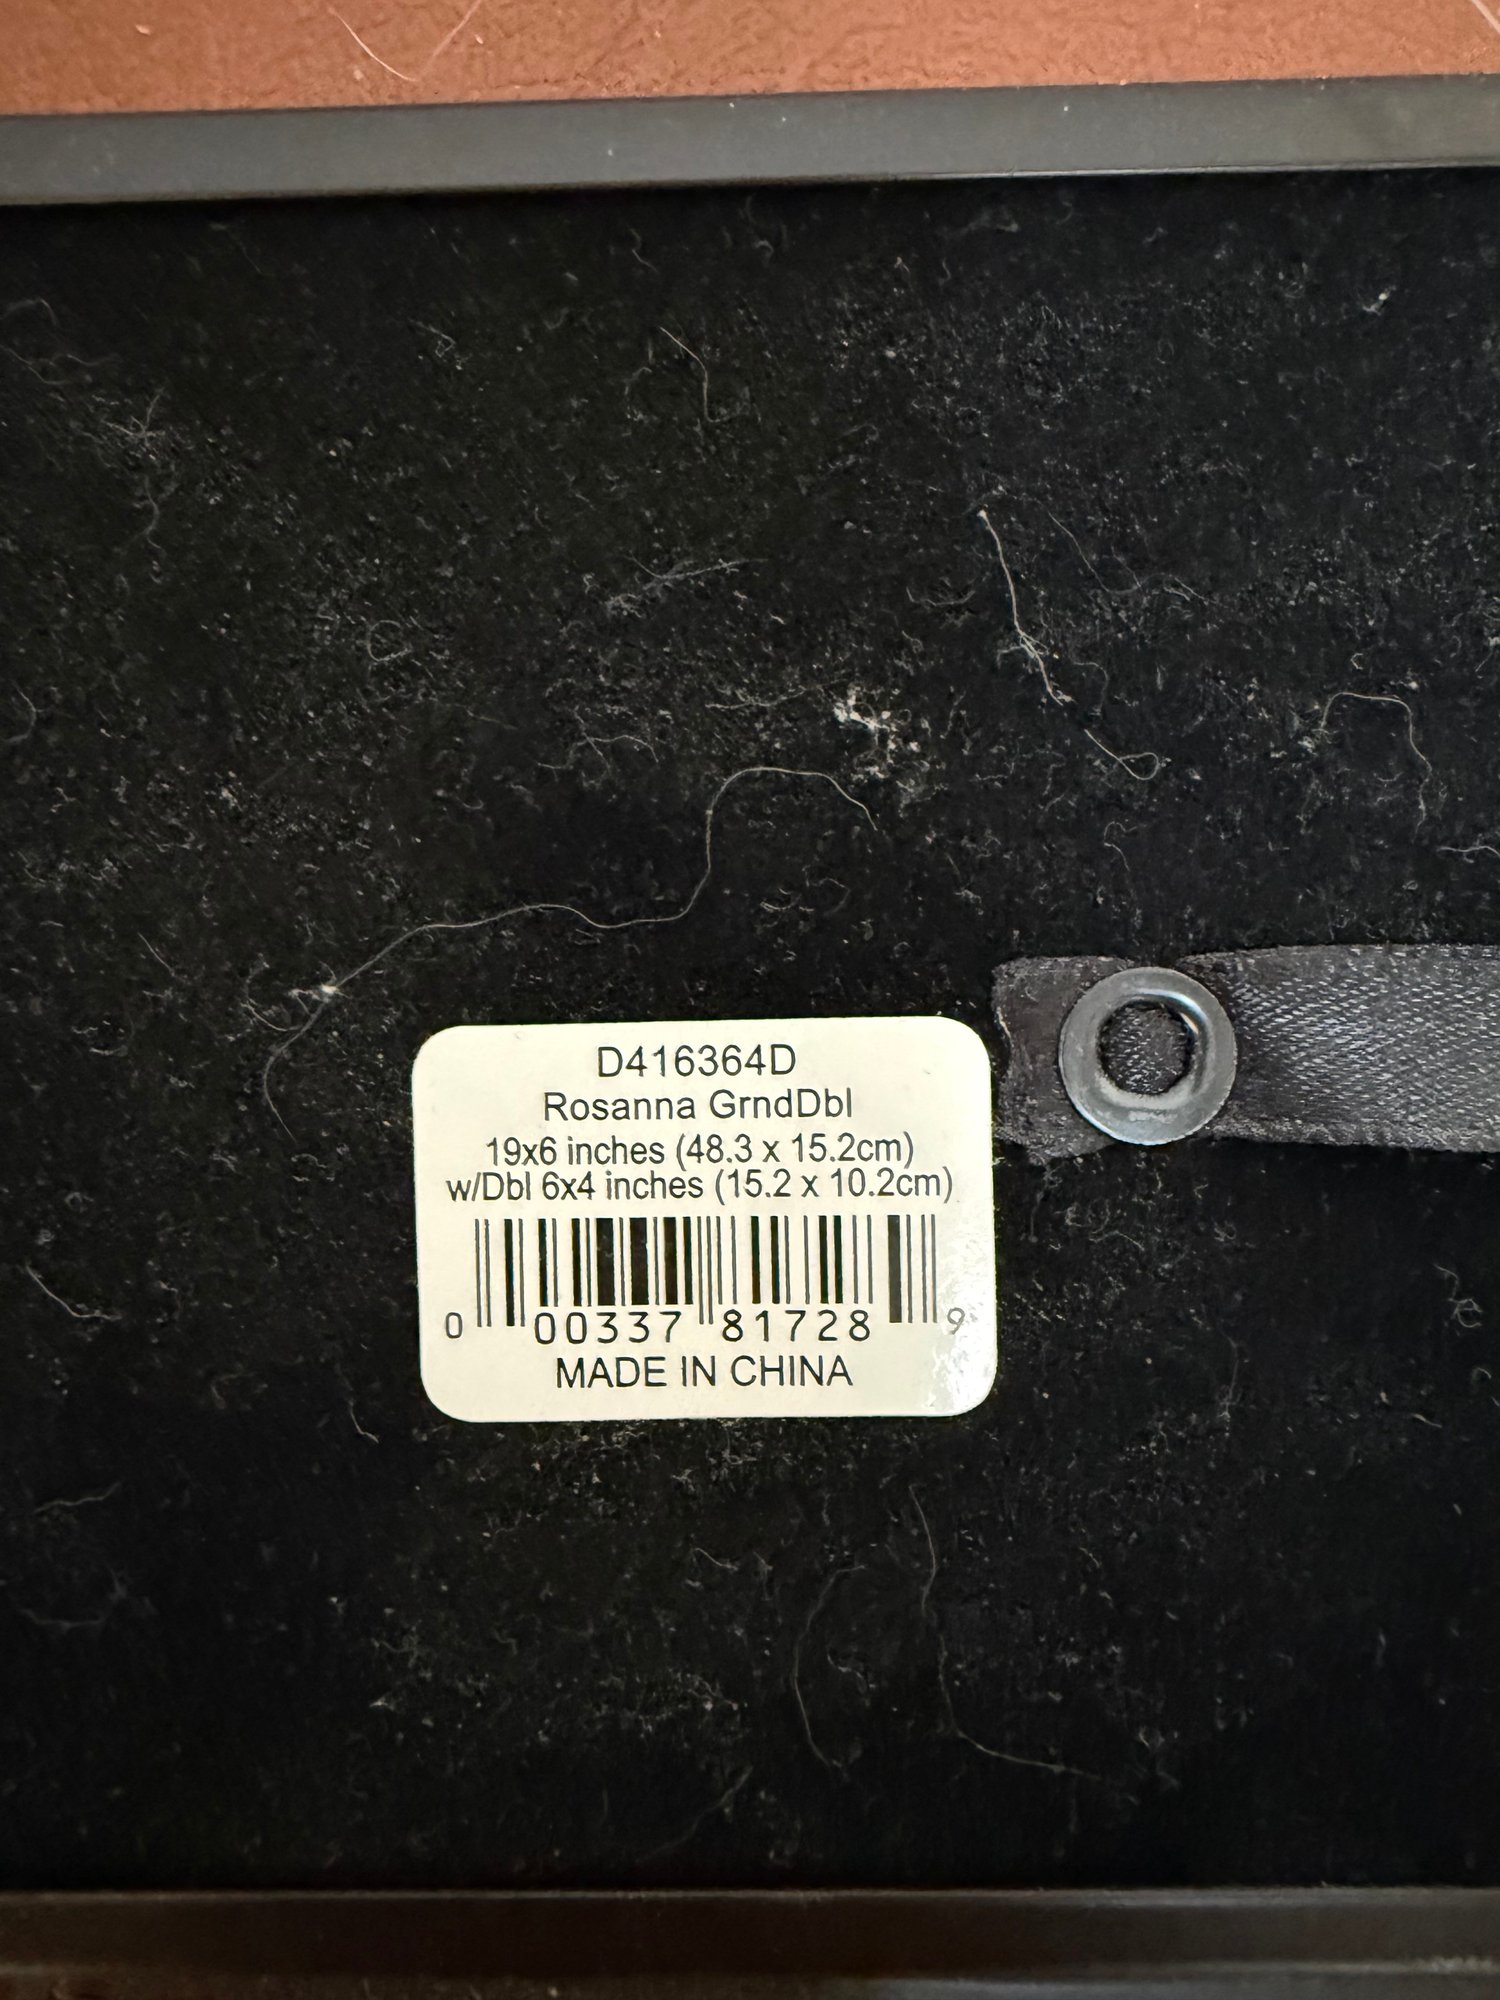 D416364D
Rosanna GrndDbl
19x6 inches (48.3 x 15.2cm)
w/Dbl 6x4 inches (15.2 x 10.2cm)
0 00337 81728 9
MADE IN CHINA